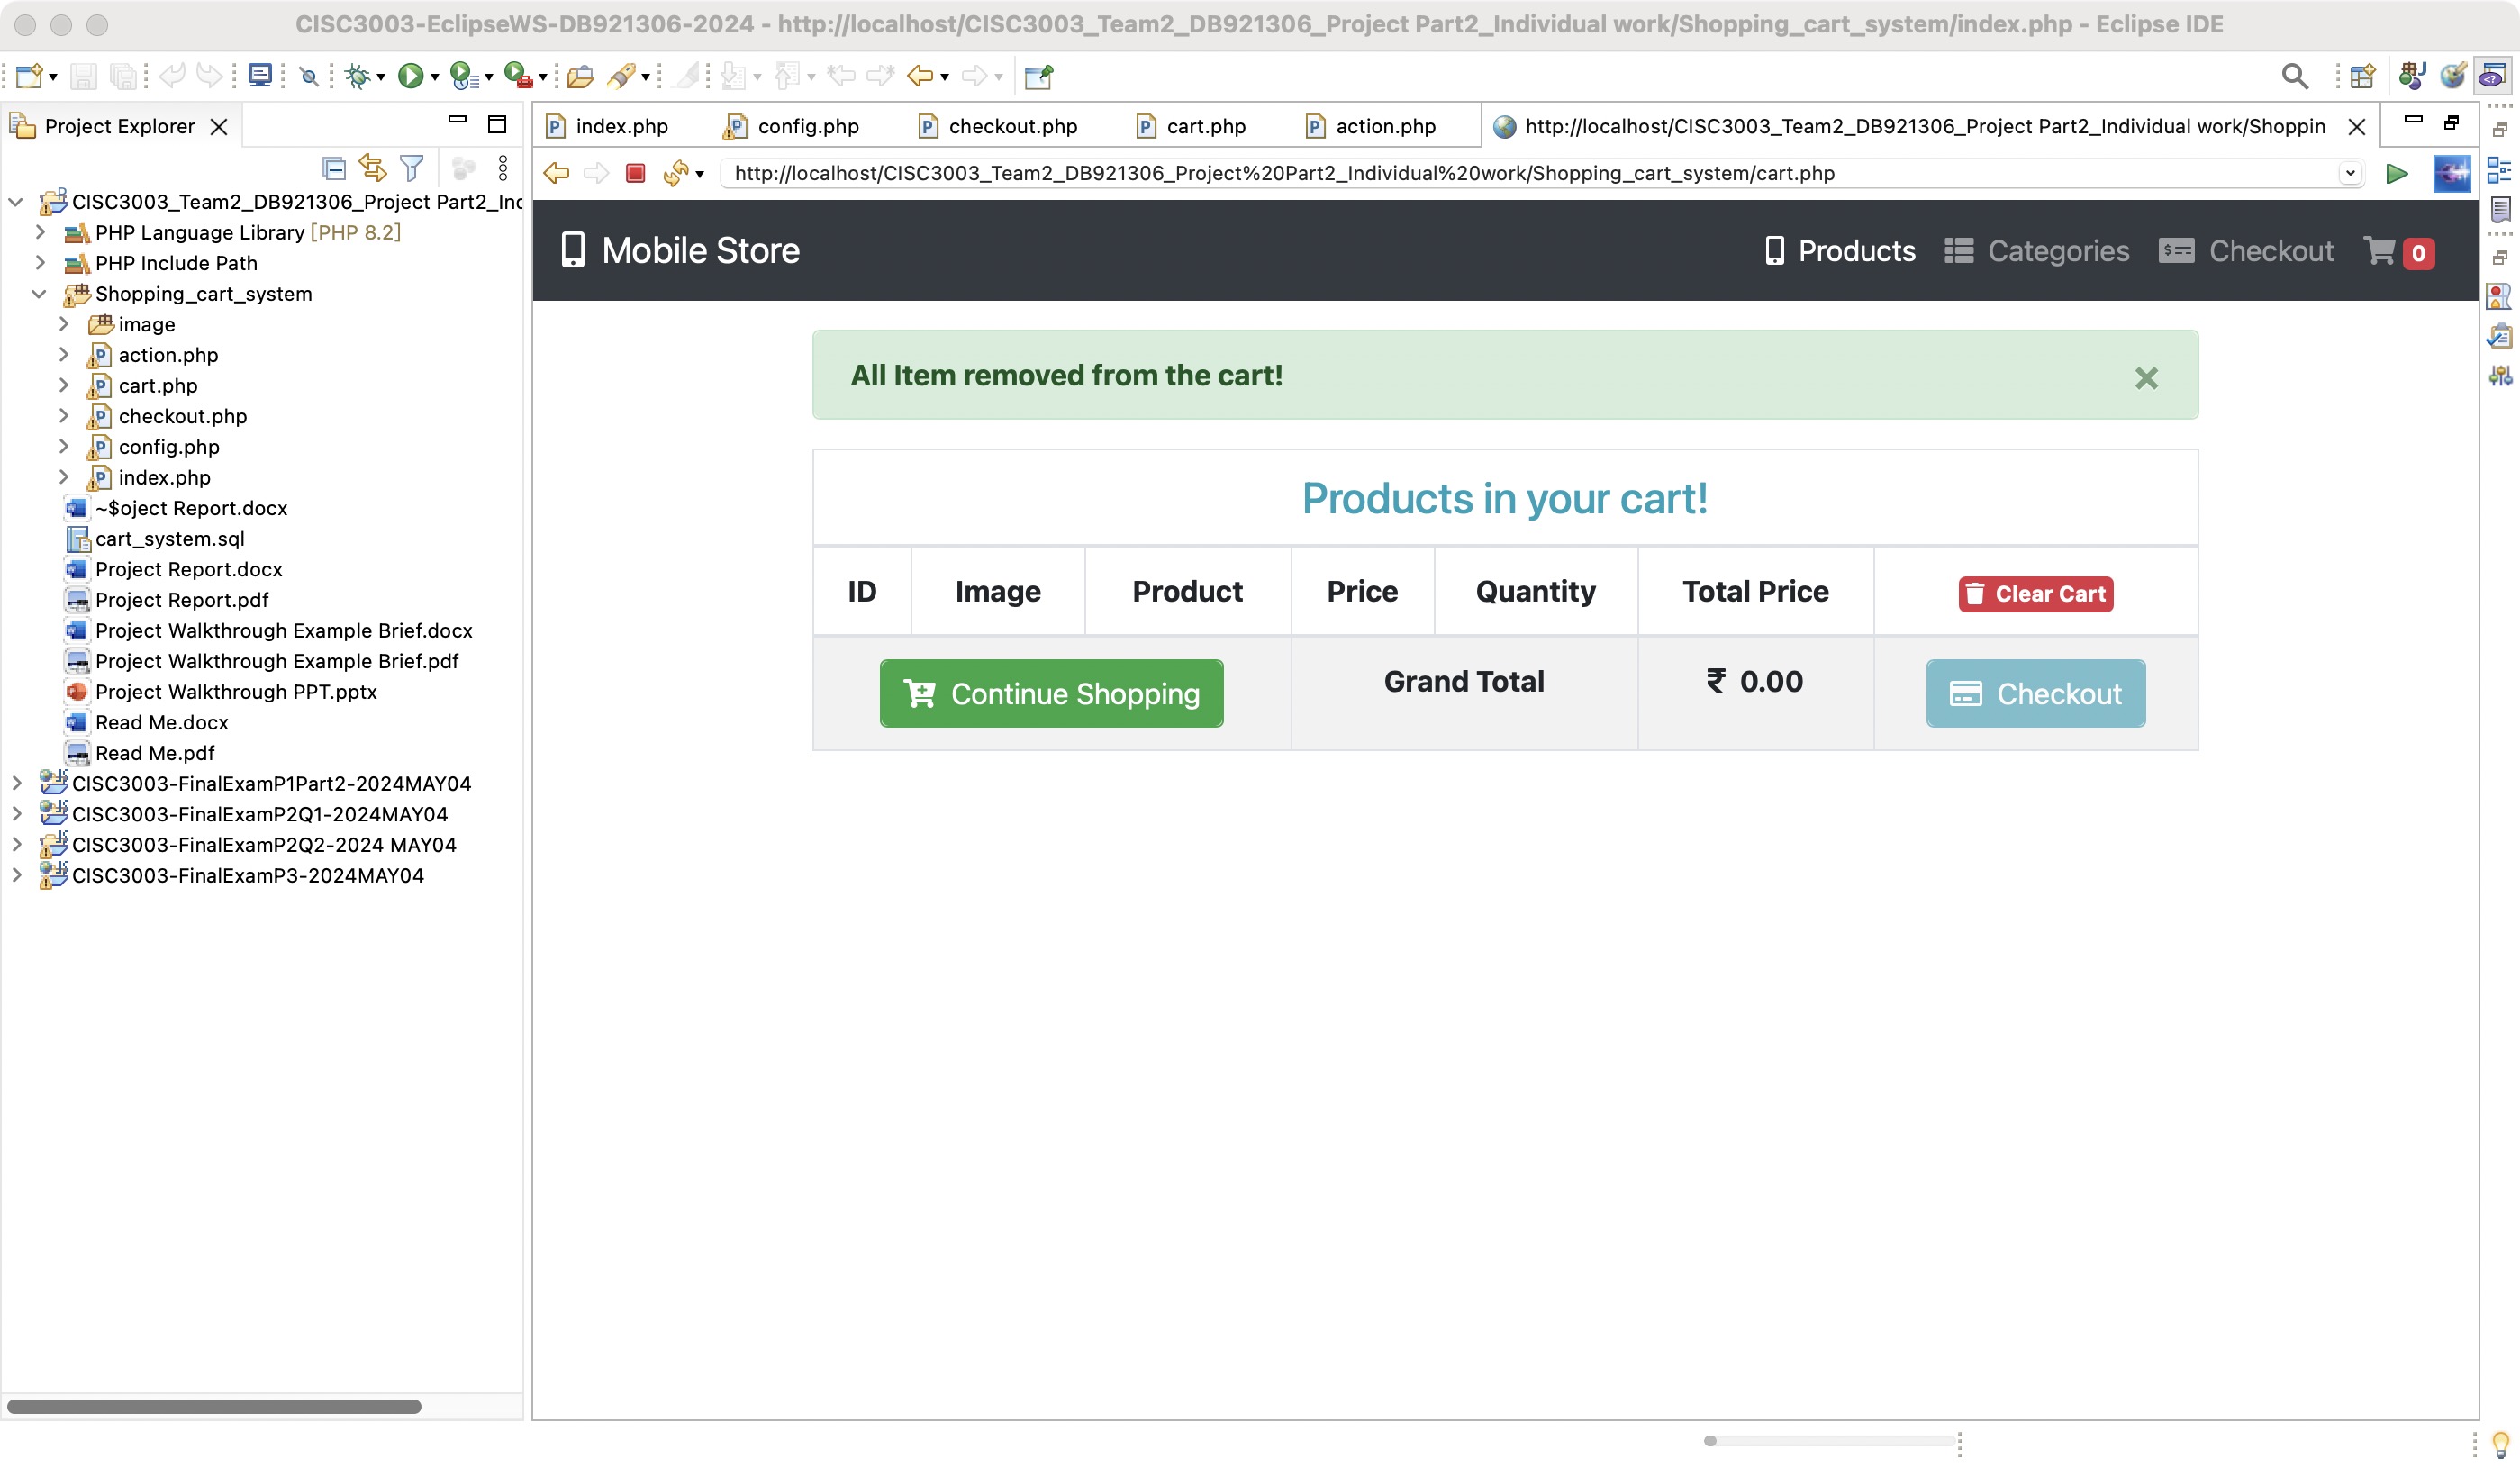 CISC3003-EclipseWS-DB921306-2024 - http://localhost/CISC3003_Team2_DB921306_Project Part2_Individual work/Shopping_cart_system/index.php - Eclipse IDE
Project Explorer
index.php
config.php
checkout.php
cart.php
action.php
http://localhost/CISC3003_Team2_DB921306_Project Part2_Individual work/Shoppin
http://localhost/CISC3003_Team2_DB921306_Project%20Part2_Individual%20work/Shopping_cart_system/cart.php
CISC3003_Team2_DB921306_Project Part2_Ind
PHP Language Library [PHP 8.2]
PHP Include Path
Shopping_cart_system
image
action.php
cart.php
checkout.php
config.php
index.php
~$oject Report.docx
cart_system.sql
Project Report.docx
Project Report.pdf
Project Walkthrough Example Brief.docx
Project Walkthrough Example Brief.pdf
Project Walkthrough PPT.pptx
Read Me.docx
Read Me.pdf
CISC3003-FinalExamP1Part2-2024MAY04
CISC3003-FinalExamP2Q1-2024MAY04
CISC3003-FinalExamP2Q2-2024 MAY04
CISC3003-FinalExamP3-2024MAY04
Mobile Store
Products
Categories
Checkout
0
All Item removed from the cart!
×
Products in your cart!
ID
Image
Product
Price
Quantity
Total Price
Clear Cart
Continue Shopping
Grand Total
₹ 0.00
Checkout